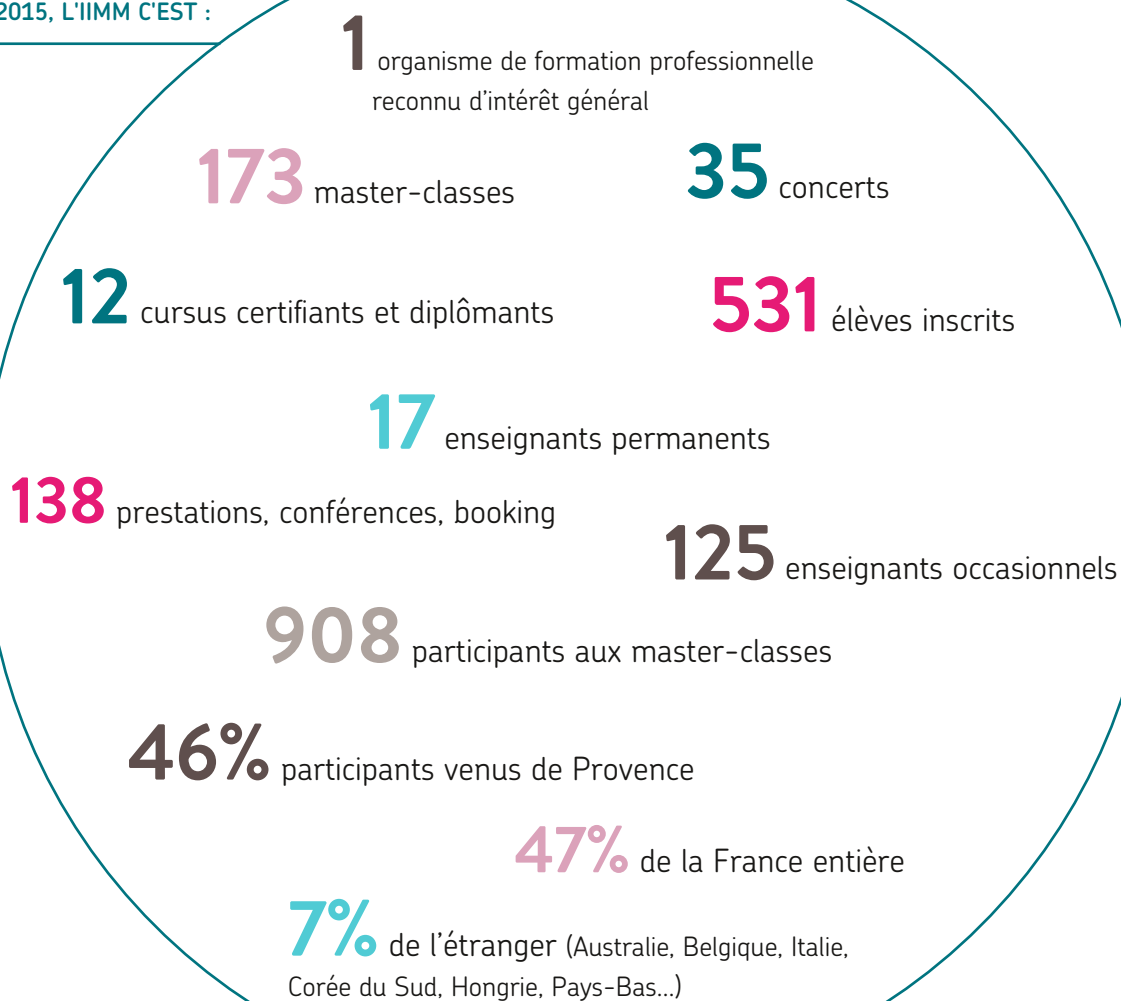 2015, L'IIMM C'EST :
1 organisme de formation professionnelle
reconnu d'intérêt général
173 master-classes
35 concerts
12 cursus certifiants et diplômants
531 élèves inscrits
17 enseignants permanents
138 prestations, conférences, booking
125 enseignants occasionnels
908 participants aux master-classes
46% participants venus de Provence
47% de la France entière
7% de l'étranger (Australie, Belgique, Italie,
Corée du Sud, Hongrie, Pays-Bas...)